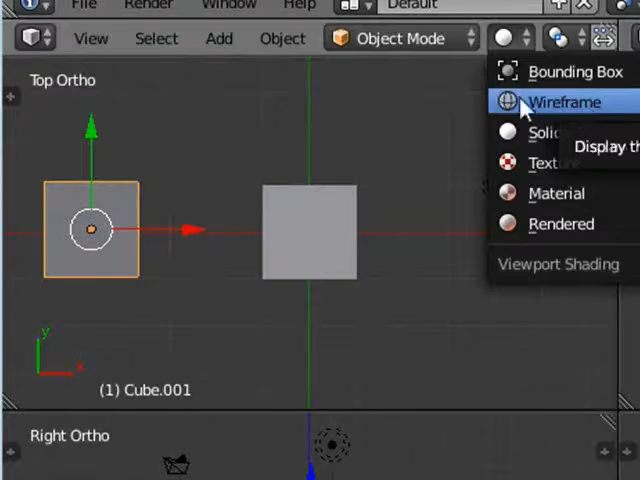 File Render Window Help Default
View Select Add Object Object Mode
Top Ortho
Bounding Box
Wireframe
Solid
Display th
Texture
Material
Rendered
Viewport Shading
y
x
(1) Cube.001
Right Ortho